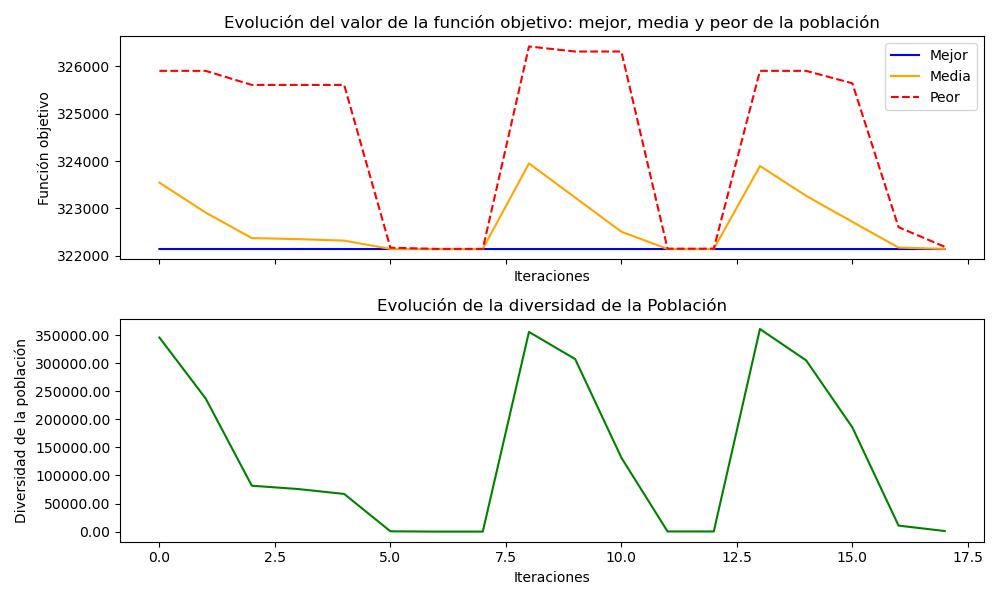 Evolución del valor de la función objetivo: mejor, media y peor de la población
Función objetivo
326000
325000
324000
323000
322000
Mejor
Media
Peor
Iteraciones
Evolución de la diversidad de la Población
Diversidad de la población
350000.00
300000.00
250000.00
200000.00
150000.00
100000.00
50000.00
0.00
0.0 2.5 5.0 7.5 10.0 12.5 15.0 17.5
Iteraciones